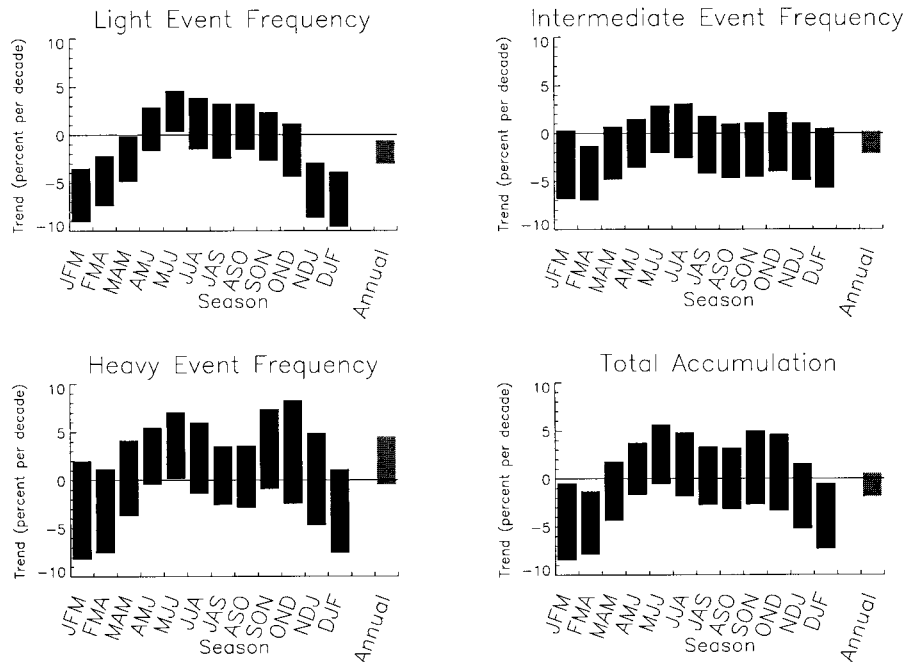 Light Event Frequency
Trend (percent per decade)
10
5
0
-5
-10
JFM
FMA
MAM
AMJ
MJJ
JJA
JAS
ASO
SON
OND
NDJ
DJF
Annual
Season
Intermediate Event Frequency
Trend (percent per decade)
10
5
0
-5
-10
JFM
FMA
MAM
AMJ
MJJ
JJA
JAS
ASO
SON
OND
NDJ
DJF
Annual
Season
Heavy Event Frequency
Trend (percent per decade)
10
5
0
-5
-10
JFM
FMA
MAM
AMJ
MJJ
JJA
JAS
ASO
SON
OND
NDJ
DJF
Annual
Season
Total Accumulation
Trend (percent per decade)
10
5
0
-5
-10
JFM
FMA
MAM
AMJ
MJJ
JJA
JAS
ASO
SON
OND
NDJ
DJF
Annual
Season